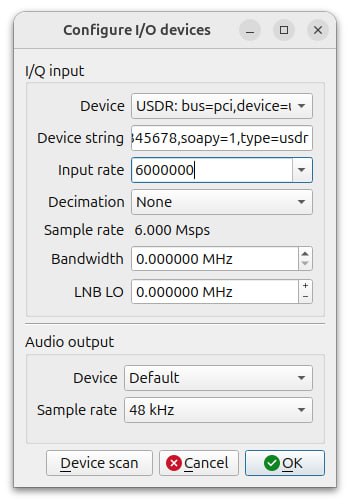 Configure I/O devices
I/Q input
Device USDR: bus=pci,device=
Device string 345678,soapy=1,type=usdr
Input rate 6000000
Decimation None
Sample rate 6.000 Msps
Bandwidth 0.000000 MHz
LNB LO 0.000000 MHz
Audio output
Device Default
Sample rate 48 kHz
Device scan Cancel OK